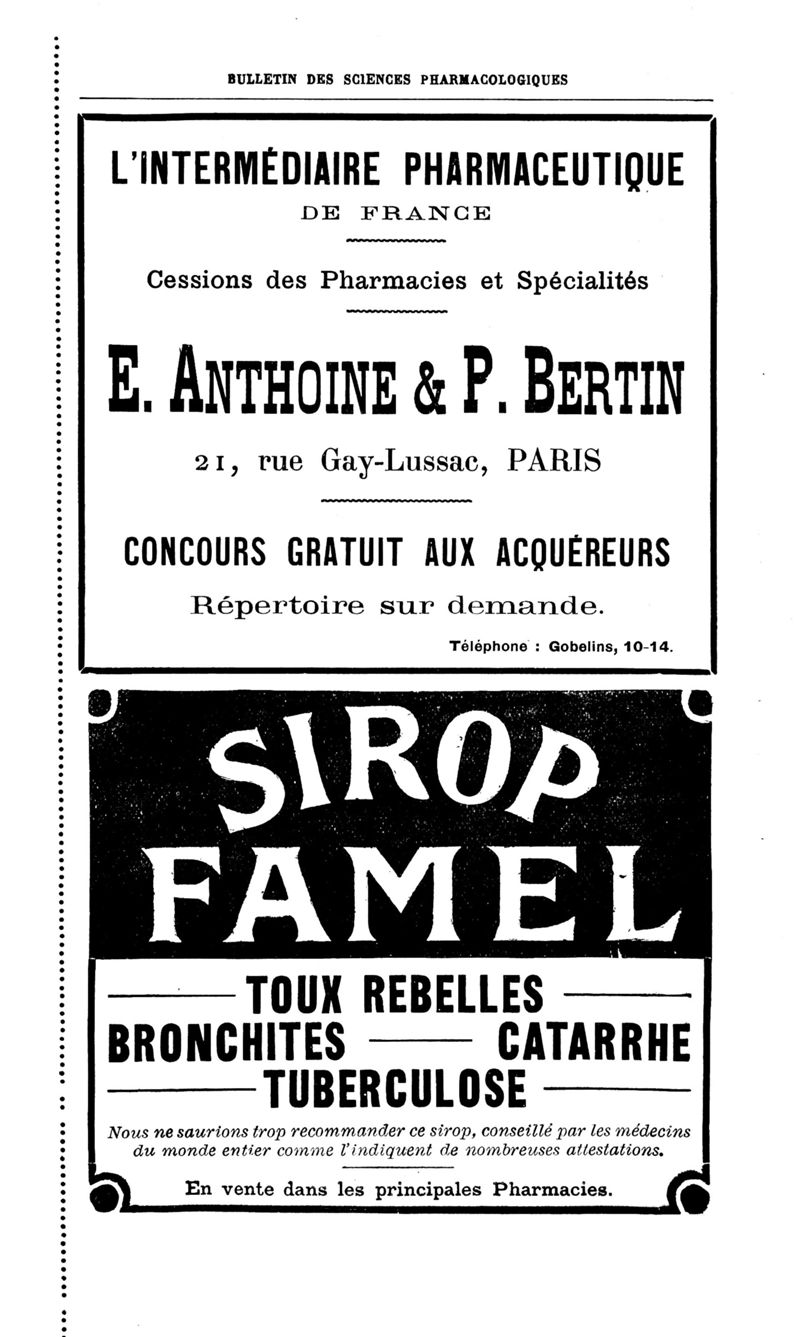 BULLETIN DES SCIENCES PHARMACOLOGIQUES
L'INTERMÉDIAIRE PHARMACEUTIQUE
DE FRANCE
Cessions des Pharmacies et Spécialités
E. ANTHOINE & P. BERTIN
21, rue Gay-Lussac, PARIS
CONCOURS GRATUIT AUX ACQUÉREURS
Répertoire sur demande.
Téléphone : Gobelins, 10-14.
SIROP
FAMEL
TOUX REBELLES
BRONCHITES — CATARRHE
TUBERCULOSE
Nous ne saurions trop recommander ce sirop, conseillé par les médecins
du monde entier comme l'indiquent de nombreuses attestations.
En vente dans les principales Pharmacies.